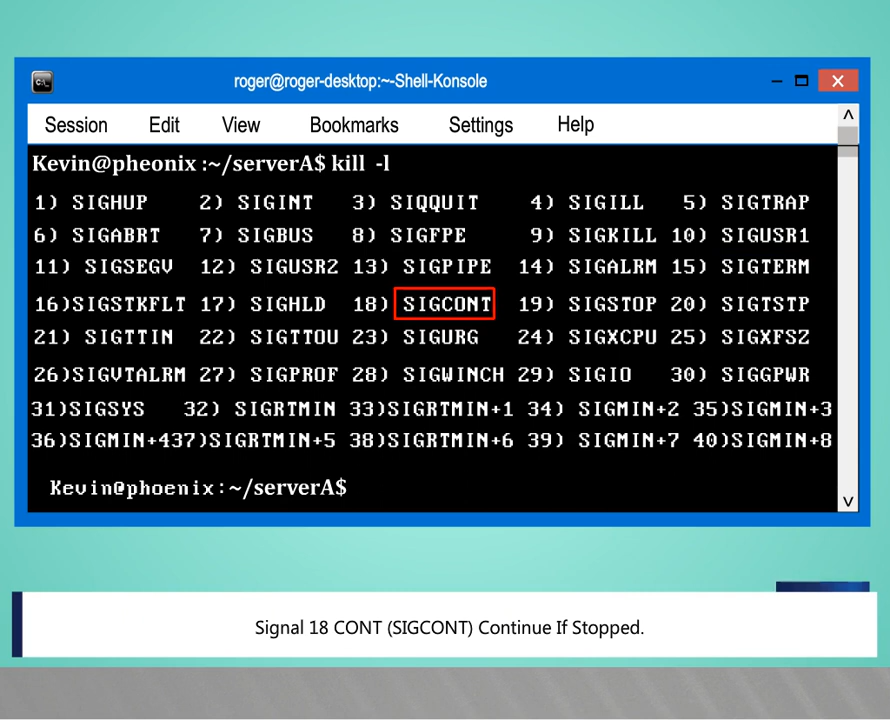 roger@roger-desktop:~-Shell-Konsole
Session Edit View Bookmarks Settings Help
Kevin@pheonix :~/serverA$ kill -l
1) SIGHUP 2) SIGINT 3) SIQQUIT 4) SIGILL 5) SIGTRAP
6) SIGABRT 7) SIGBUS 8) SIGFPE 9) SIGKILL 10) SIGUSR1
11) SIGSEGV 12) SIGUSR2 13) SIGPIPE 14) SIGALRM 15) SIGTERM
16)SIGSTKFLT 17) SIGHLD 18) SIGCONT 19) SIGSTOP 20) SIGTSTP
21) SIGTTIN 22) SIGTTOU 23) SIGURG 24) SIGXCPU 25) SIGXFSZ
26)SIGVTALRM 27) SIGPROF 28) SIGWINCH 29) SIGIO 30) SIGGPWR
31)SIGSYS 32) SIGRTMIN 33)SIGRTMIN+1 34) SIGMIN+2 35)SIGMIN+3
36)SIGMIN+437)SIGRTMIN+5 38)SIGRTMIN+6 39) SIGMIN+7 40)SIGMIN+8
Kevin@phoenix:~/serverA$
Signal 18 CONT (SIGCONT) Continue If Stopped.